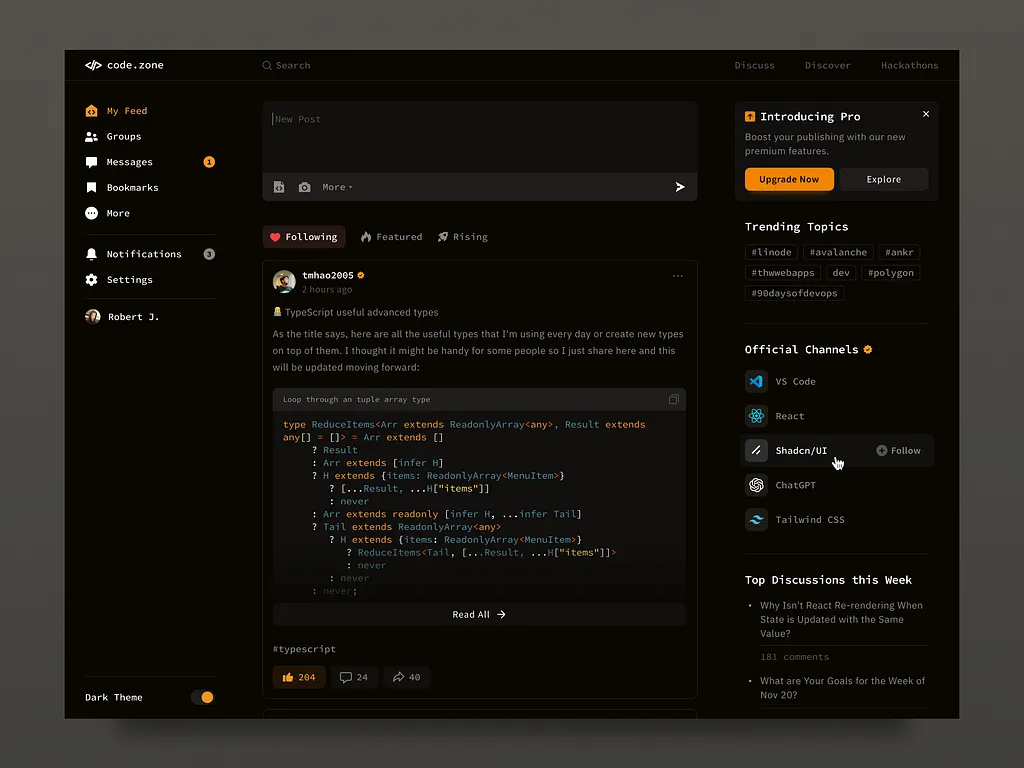 </> code.zone
Search
Discuss
Discover
Hackathons
My Feed
Groups
Messages
1
Bookmarks
More
Notifications
3
Settings
Robert J.
Dark Theme
New Post
More
Following
Featured
Rising
tmhao2005
2 hours ago
TypeScript useful advanced types
As the title says, here are all the useful types that I'm using every day or create new types
on top of them. I thought it might be handy for some people so I just share here and this
will be updated moving forward:
Loop through an tuple array type
type ReduceItems<Arr extends ReadonlyArray<any>, Result extends
any[] = []> = Arr extends []
? Result
: Arr extends [infer H]
? H extends {items: ReadonlyArray<MenuItem>}
? [...Result, ...H["items"]]
: never
: Arr extends readonly [infer H, ...infer Tail]
? Tail extends ReadonlyArray<any>
? H extends {items: ReadonlyArray<MenuItem>}
? ReduceItems<Tail, [...Result, ...H["items"]]>
: never
: never
: never;
Read All →
#typescript
204
24
40
Introducing Pro
Boost your publishing with our new
premium features.
Upgrade Now
Explore
Trending Topics
#linode
#avalanche
#ankr
#thwwebapps
dev
#polygon
#90daysofdevops
Official Channels
VS Code
React
Shadcn/UI
Follow
ChatGPT
Tailwind CSS
Top Discussions this Week
• Why Isn't React Re-rendering When
State is Updated with the Same
Value?
181 comments
• What are Your Goals for the Week of
Nov 20?